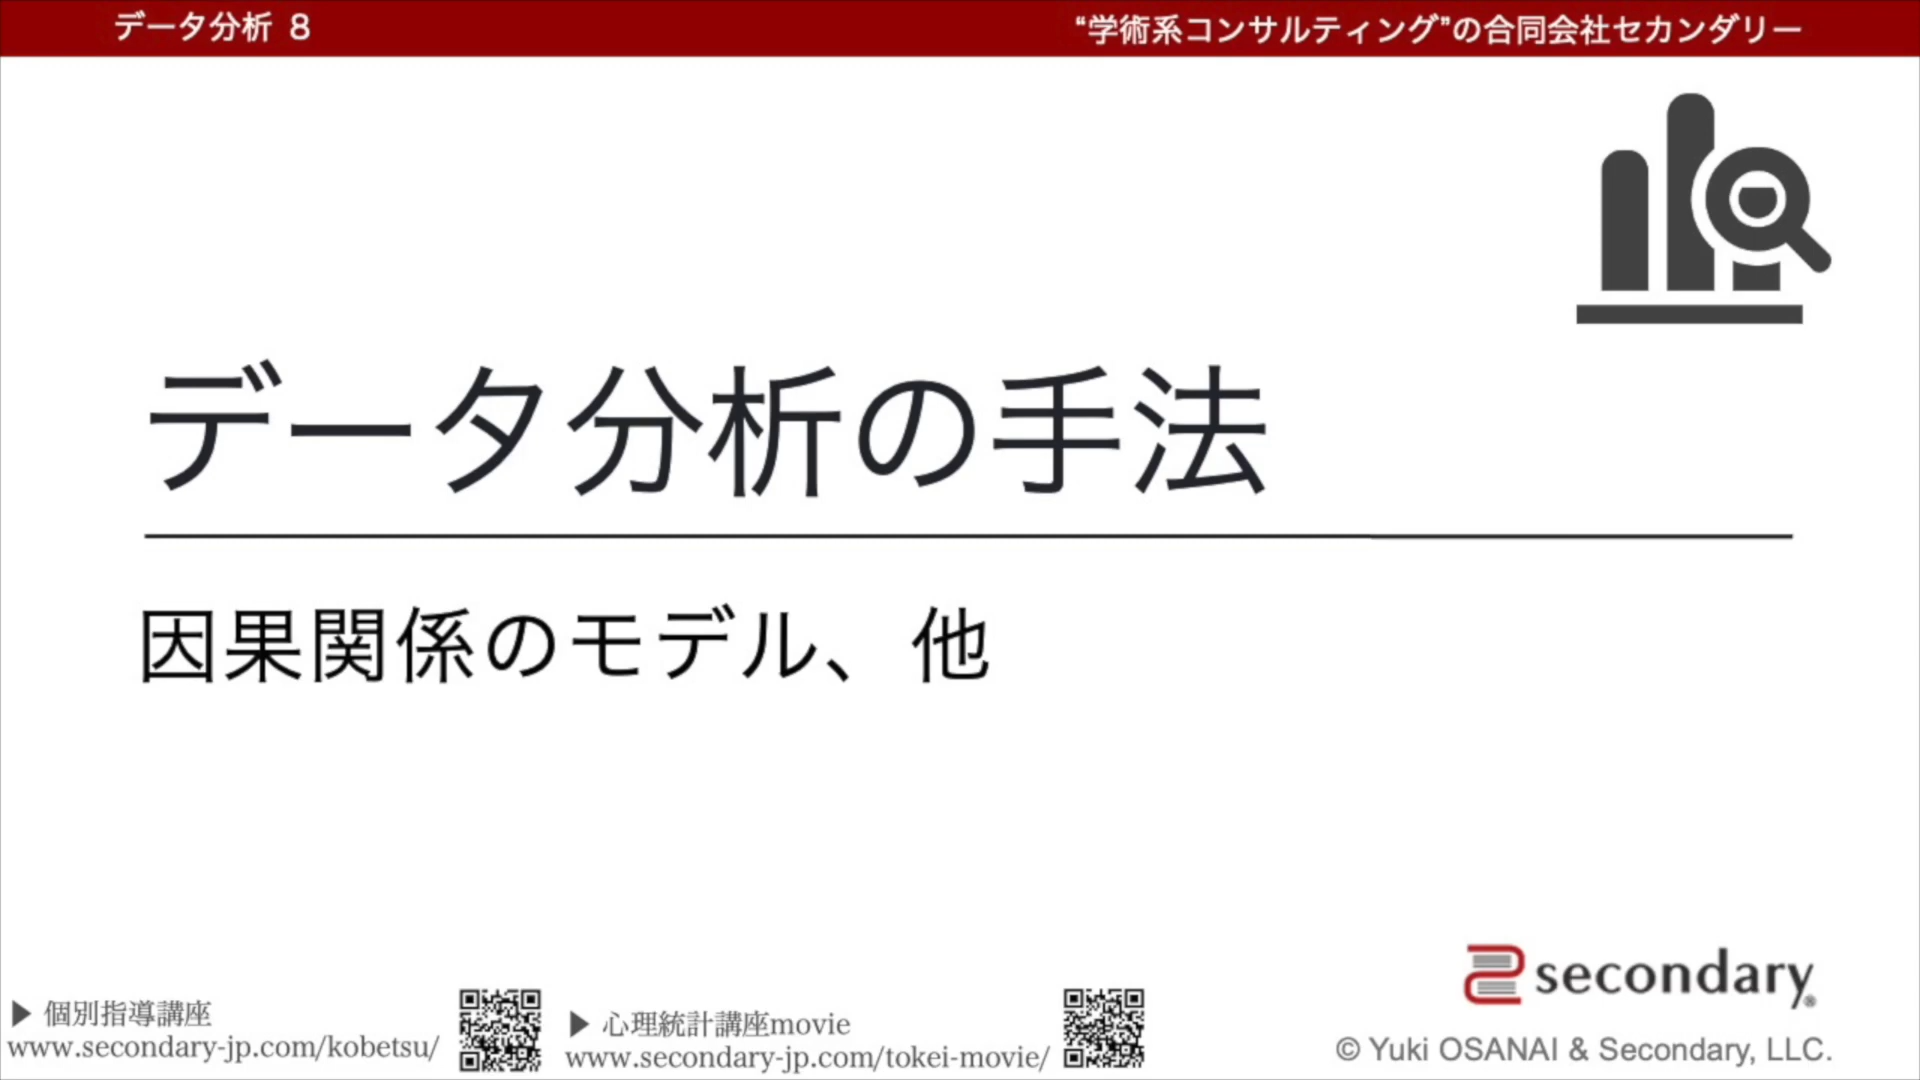 データ分析 8
“学術系コンサルティング”の合同会社セカンダリー
データ分析の手法
因果関係のモデル、他
▶ 個別指導講座
www.secondary-jp.com/kobetsu/
▶ 心理統計講座movie
www.secondary-jp.com/tokei-movie/
secondary®
© Yuki OSANAI & Secondary, LLC.